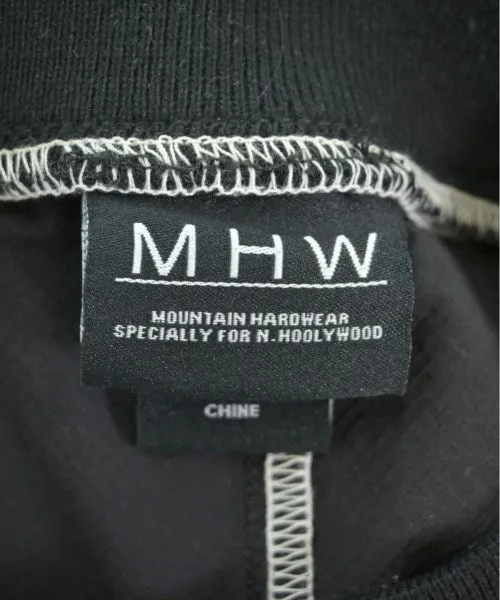 MHW
MOUNTAIN HARDWEAR
SPECIALLY FOR N.HOOLYWOOD
CHINE